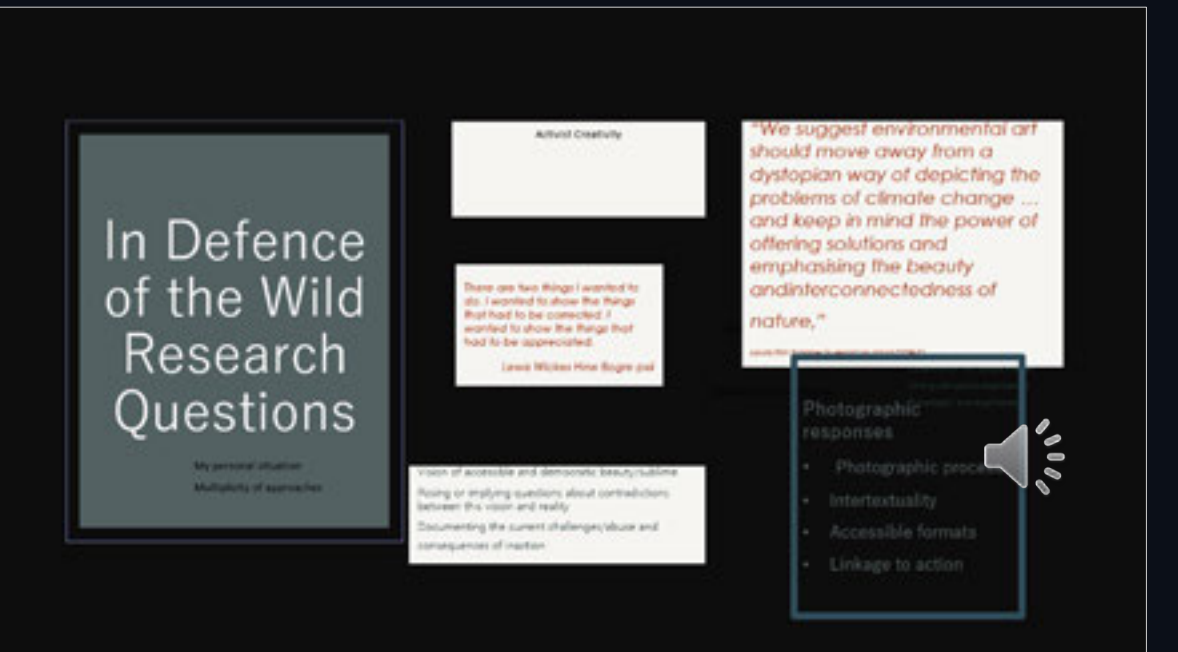 In Defence
of the Wild
Research
Questions
My personal situation
Multiplicity of approaches
Activist Creativity
There are two things I wanted to
do. I wanted to show the things
that had to be corrected. I
wanted to show the things that
had to be appreciated.
Lewis Wickes Hine
Vision of accessible and democratic beauty/sublime
Posing or implying questions about contradictions
between this vision and reality
Documenting the current challenges/abuse and
consequences of inaction
"We suggest environmental art
should move away from a
dystopian way of depicting the
problems of climate change ...
and keep in mind the power of
offering solutions and
emphasising the beauty
andinterconnectedness of
nature,"
Photographic
responses
• Photographic proce
• Intertextuality
• Accessible formats
• Linkage to action